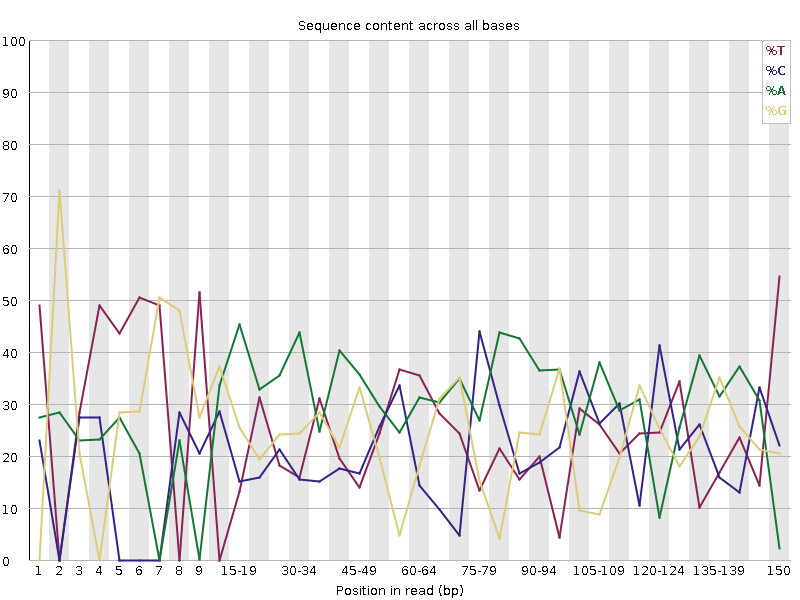 Sequence content across all bases
%T
%C
%A
%G
100
90
80
70
60
50
40
30
20
10
0
1 2 3 4 5 6 7 8 9 15-19 30-34 45-49 60-64 75-79 90-94 105-109 120-124 135-139 150
Position in read (bp)